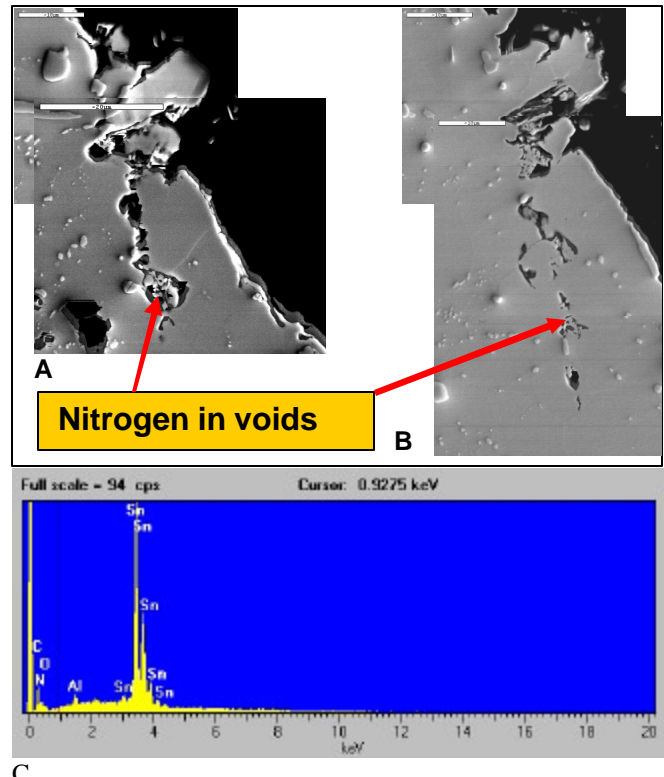 -20µm
A
Nitrogen in voids
B
Full scale = 94 cps Cursor: 0.9275 keV
Sn
Sn
Sn
C
O
N
Al
Sn
Sn
Sn
0 2 4 6 8 10 12 14 16 18 20
keV
C